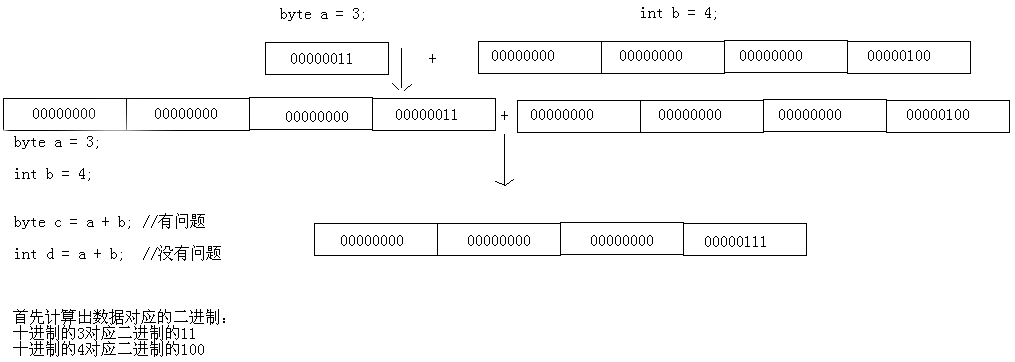 byte a = 3; int b = 4;
00000011 + 00000000 00000000 00000000 00000100
00000000 00000000 00000000 00000011 + 00000000 00000000 00000000 00000100
byte a = 3;
int b = 4;
byte c = a + b; //有问题
int d = a + b; //没有问题
00000000 00000000 00000000 00000111
首先计算出数据对应的二进制:
十进制的3对应二进制的11
十进制的4对应二进制的100